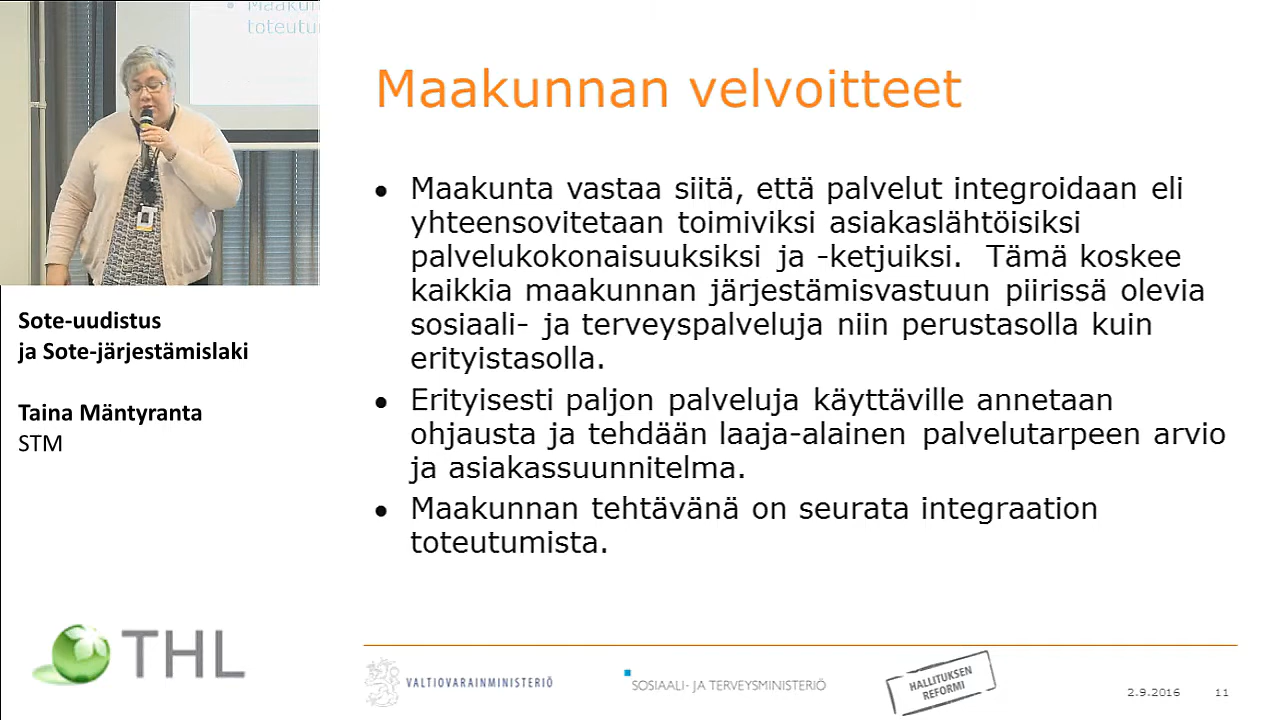 Maakun
toteutu
Maakunnan velvoitteet
• Maakunta vastaa siitä, että palvelut integroidaan eli
yhteensovitetaan toimiviksi asiakaslähtöisiksi
palvelukokonaisuuksiksi ja -ketjuiksi. Tämä koskee
kaikkia maakunnan järjestämisvastuun piirissä olevia
sosiaali- ja terveyspalveluja niin perustasolla kuin
erityistasolla.
• Erityisesti paljon palveluja käyttäville annetaan
ohjausta ja tehdään laaja-alainen palvelutarpeen arvio
ja asiakassuunnitelma.
• Maakunnan tehtävänä on seurata integraation
toteutumista.
Sote-uudistus
ja Sote-järjestämislaki
Taina Mäntyranta
STM
THL
VALTIOVARAINMINISTERIÖ
SOSIAALI- JA TERVEYSMINISTERIÖ
HALLITUKSEN
REFORMI
2.9.2016 11